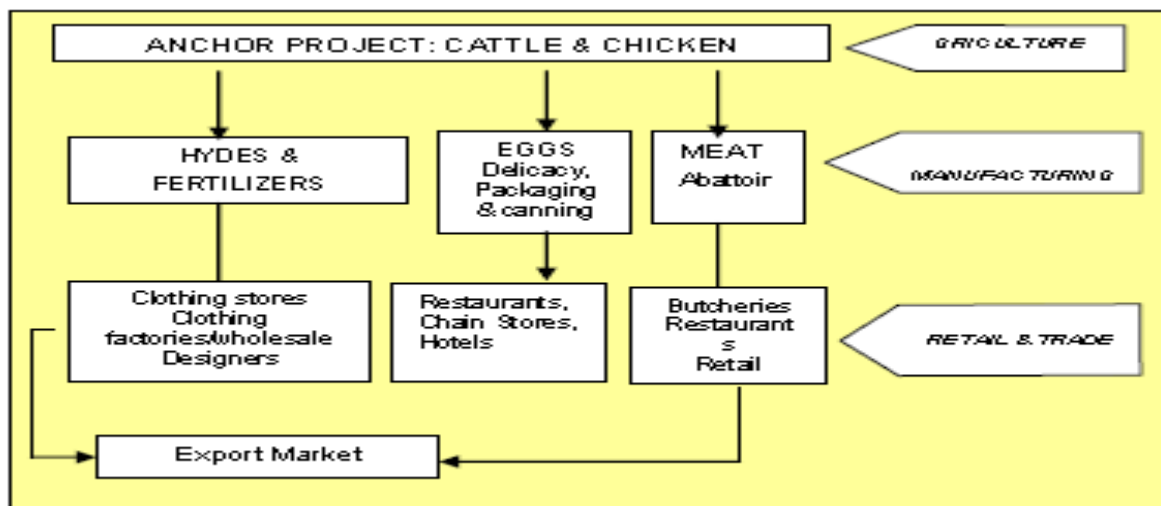 ANCHOR PROJECT: CATTLE & CHICKEN
GRICULTURE
HYDES &
FERTILIZERS
EGGS
Delicacy,
Packaging
& canning
MEAT
Abattoir
MANUFACTURING
Clothing stores
Clothing
factories/wholesale
Designers
Restaurants,
Chain Stores,
Hotels
Butcheries
Restaurant
s
Retail
RETAIL & TRADE
Export Market